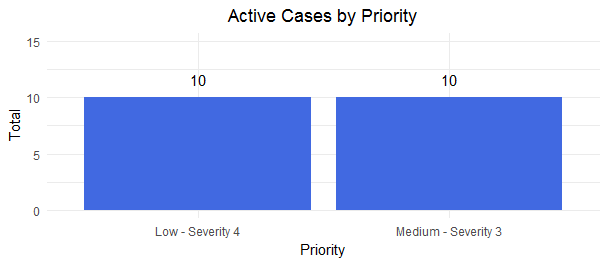 Active Cases by Priority
15
10
5
0
Total
10
10
Low - Severity 4
Medium - Severity 3
Priority